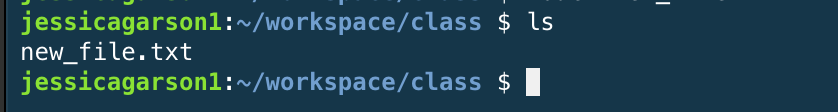 jessicagarson1:~/workspace/class $ ls
new_file.txt
jessicagarson1:~/workspace/class $